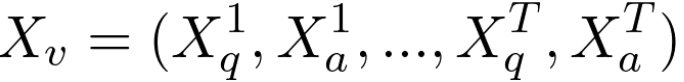 X_v = (X_q^1, X_a^1, ..., X_q^T, X_a^T)